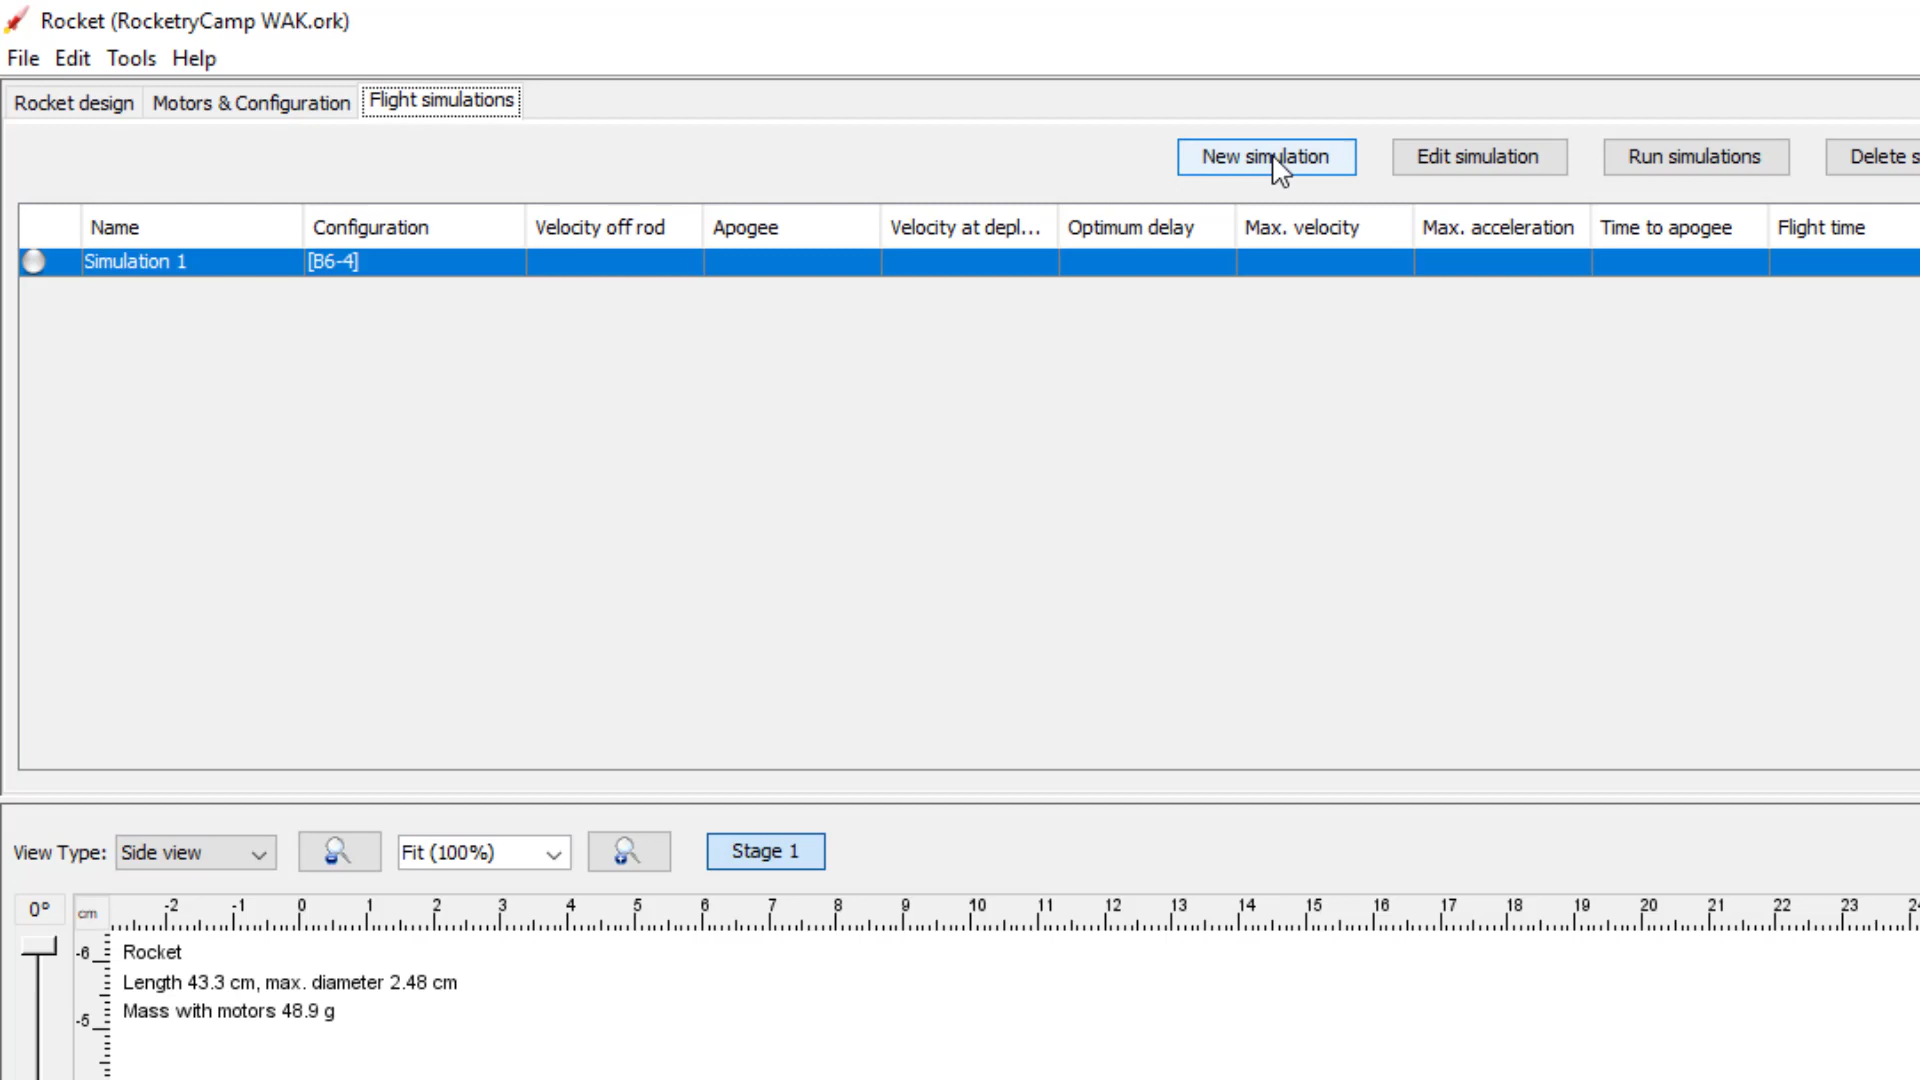 Rocket (RocketryCamp WAK.ork)
File Edit Tools Help
Rocket design Motors & Configuration Flight simulations
New simulation Edit simulation Run simulations Delete s
Name Configuration Velocity off rod Apogee Velocity at depl... Optimum delay Max. velocity Max. acceleration Time to apogee Flight time
Simulation 1 [B6-4]
View Type: Side view Fit (100%) Stage 1
0° cm -2 -1 0 1 2 3 4 5 6 7 8 9 10 11 12 13 14 15 16 17 18 19 20 21 22 23 24
-6 Rocket
Length 43.3 cm, max. diameter 2.48 cm
-5 Mass with motors 48.9 g